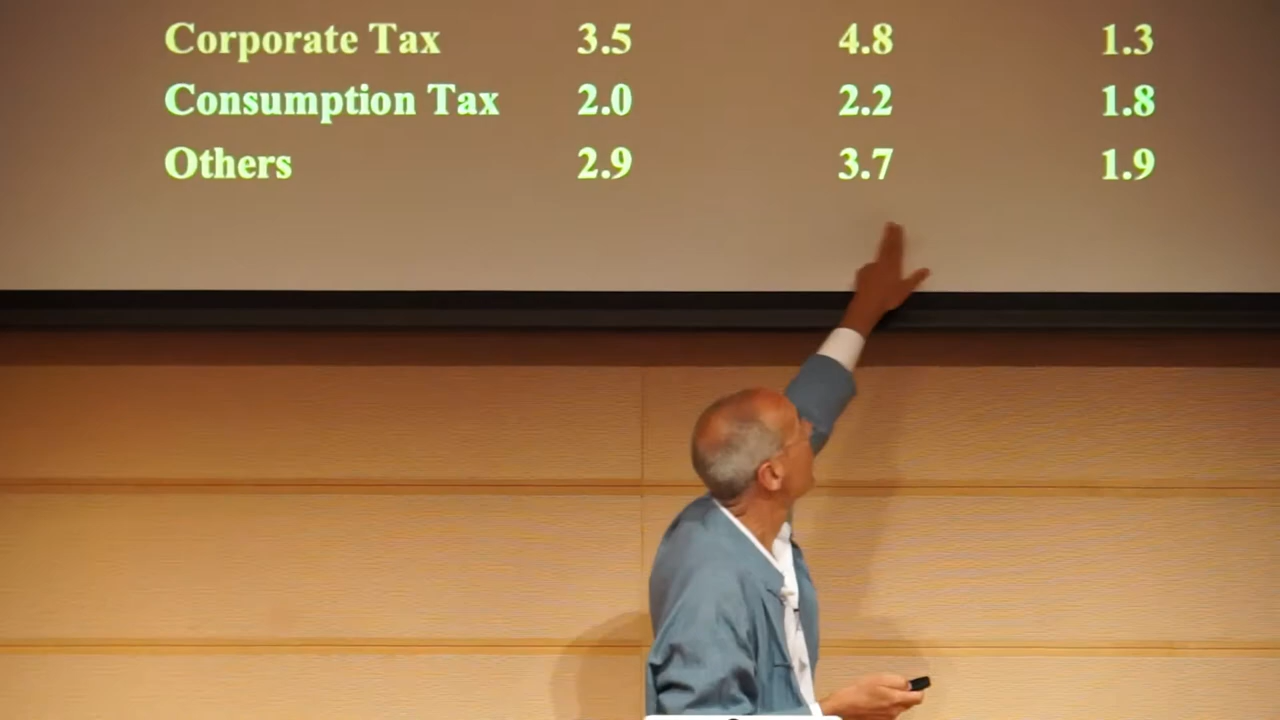 Corporate Tax 3.5 4.8 1.3
Consumption Tax 2.0 2.2 1.8
Others 2.9 3.7 1.9